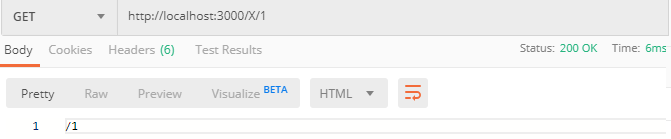 GET http://localhost:3000/X/1
Body Cookies Headers (6) Test Results Status: 200 OK Time: 6ms
Pretty Raw Preview Visualize BETA HTML
1 /1